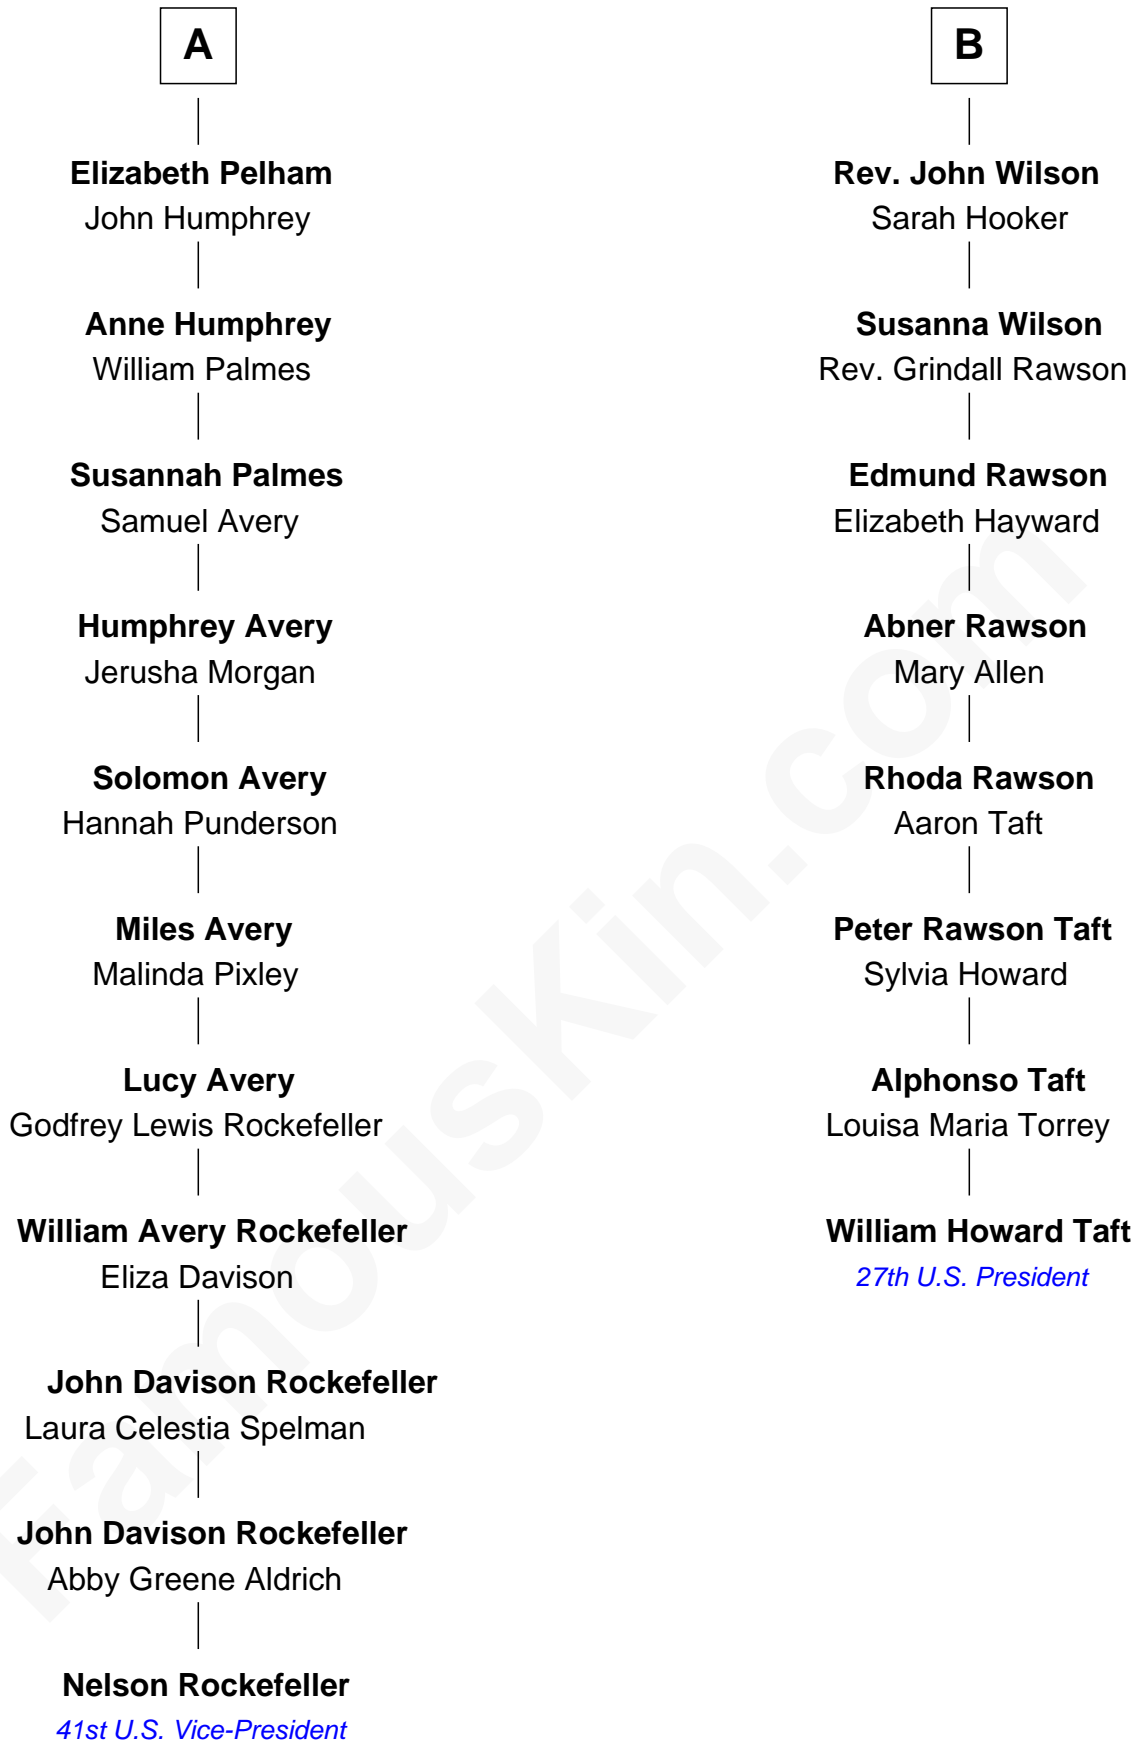 A
Elizabeth Pelham
John Humphrey
Anne Humphrey
William Palmes
Susannah Palmes
Samuel Avery
Humphrey Avery
Jerusha Morgan
Solomon Avery
Hannah Punderson
Miles Avery
Malinda Pixley
Lucy Avery
Godfrey Lewis Rockefeller
William Avery Rockefeller
Eliza Davison
John Davison Rockefeller
Laura Celestia Spelman
John Davison Rockefeller
Abby Greene Aldrich
Nelson Rockefeller
41st U.S. Vice-President
B
Rev. John Wilson
Sarah Hooker
Susanna Wilson
Rev. Grindall Rawson
Edmund Rawson
Elizabeth Hayward
Abner Rawson
Mary Allen
Rhoda Rawson
Aaron Taft
Peter Rawson Taft
Sylvia Howard
Alphonso Taft
Louisa Maria Torrey
William Howard Taft
27th U.S. President
FamousKin.com